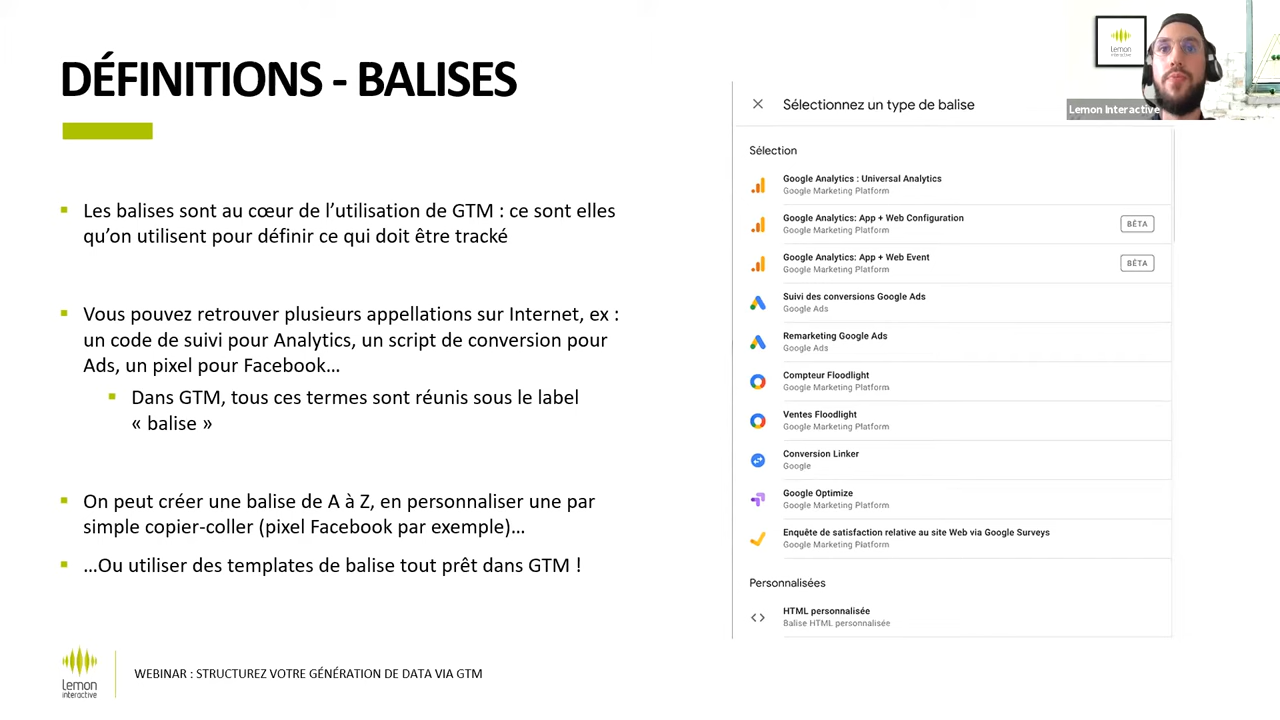 DÉFINITIONS - BALISES
Les balises sont au cœur de l'utilisation de GTM : ce sont elles
qu'on utilisent pour définir ce qui doit être tracké
Vous pouvez retrouver plusieurs appellations sur Internet, ex :
un code de suivi pour Analytics, un script de conversion pour
Ads, un pixel pour Facebook…
Dans GTM, tous ces termes sont réunis sous le label
« balise »
On peut créer une balise de A à Z, en personnaliser une par
simple copier-coller (pixel Facebook par exemple)…
…Ou utiliser des templates de balise tout prêt dans GTM !
lemon
interactive
WEBINAR : STRUCTUREZ VOTRE GÉNÉRATION DE DATA VIA GTM
Sélectionnez un type de balise
Sélection
Google Analytics : Universal Analytics
Google Marketing Platform
Google Analytics: App + Web Configuration
Google Marketing Platform
BÊTA
Google Analytics: App + Web Event
Google Marketing Platform
BÊTA
Suivi des conversions Google Ads
Google Ads
Remarketing Google Ads
Google Ads
Compteur Floodlight
Google Marketing Platform
Ventes Floodlight
Google Marketing Platform
Conversion Linker
Google
Google Optimize
Google Marketing Platform
Enquête de satisfaction relative au site Web via Google Surveys
Google Marketing Platform
Personnalisées
HTML personnalisée
Balise HTML personnalisée
lemon
interactive
Lemon Interactive